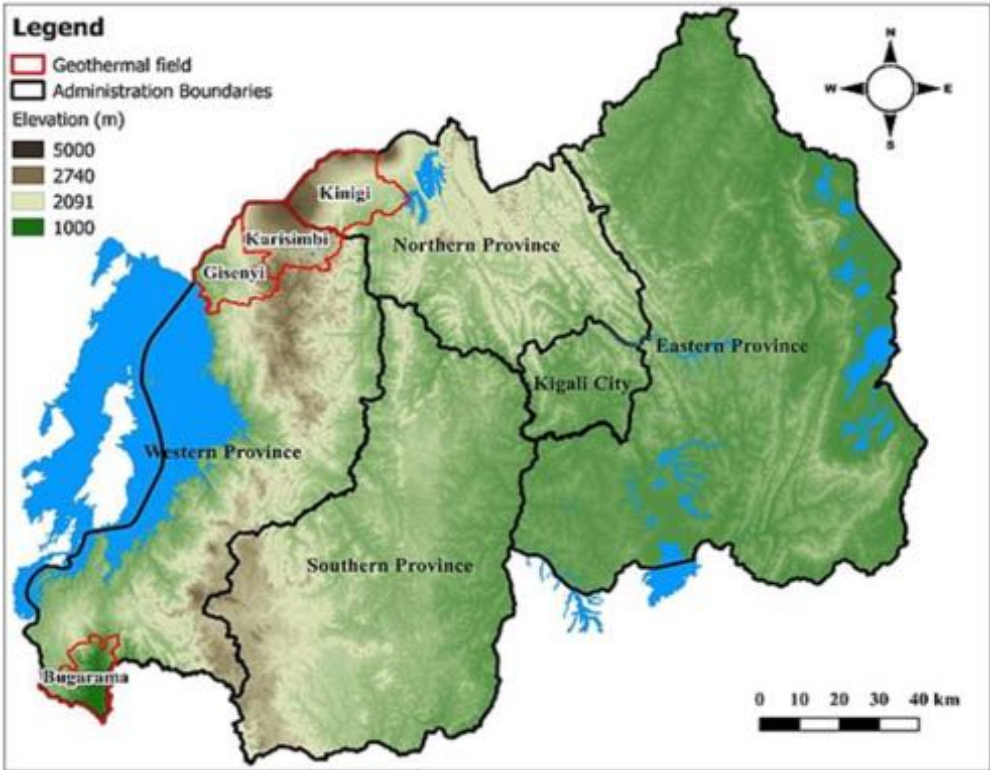 Legend
Geothermal field
Administration Boundaries
Elevation (m)
5000
2740
2091
1000
N
W E
S
Kinigi
Karisimbi
Gisenyi
Northern Province
Eastern Province
Kigali City
Western Province
Southern Province
Bugarama
0 10 20 30 40 km